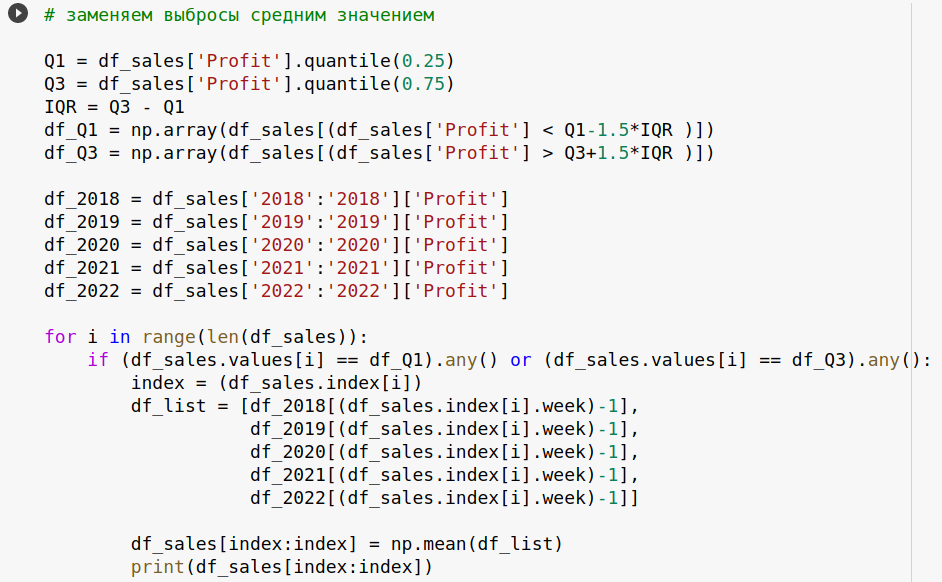 # заменяем выбросы средним значением
Q1 = df_sales['Profit'].quantile(0.25)
Q3 = df_sales['Profit'].quantile(0.75)
IQR = Q3 - Q1
df_Q1 = np.array(df_sales[(df_sales['Profit'] < Q1-1.5*IQR )])
df_Q3 = np.array(df_sales[(df_sales['Profit'] > Q3+1.5*IQR )])
df_2018 = df_sales['2018':'2018']['Profit']
df_2019 = df_sales['2019':'2019']['Profit']
df_2020 = df_sales['2020':'2020']['Profit']
df_2021 = df_sales['2021':'2021']['Profit']
df_2022 = df_sales['2022':'2022']['Profit']
for i in range(len(df_sales)):
    if (df_sales.values[i] == df_Q1).any() or (df_sales.values[i] == df_Q3).any():
        index = (df_sales.index[i])
        df_list = [df_2018[(df_sales.index[i].week)-1],
                   df_2019[(df_sales.index[i].week)-1],
                   df_2020[(df_sales.index[i].week)-1],
                   df_2021[(df_sales.index[i].week)-1],
                   df_2022[(df_sales.index[i].week)-1]]
        df_sales[index:index] = np.mean(df_list)
        print(df_sales[index:index])